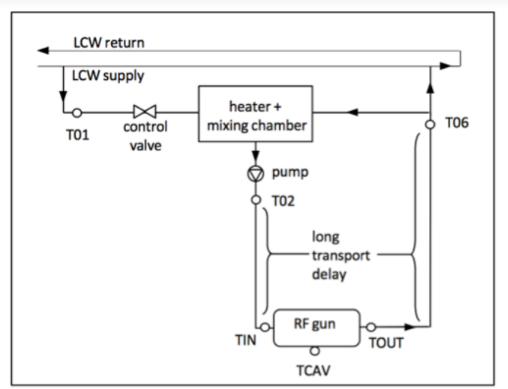 LCW return
LCW supply
T01
control
valve
heater +
mixing chamber
T06
pump
T02
long
transport
delay
TIN
RF gun
TOUT
TCAV